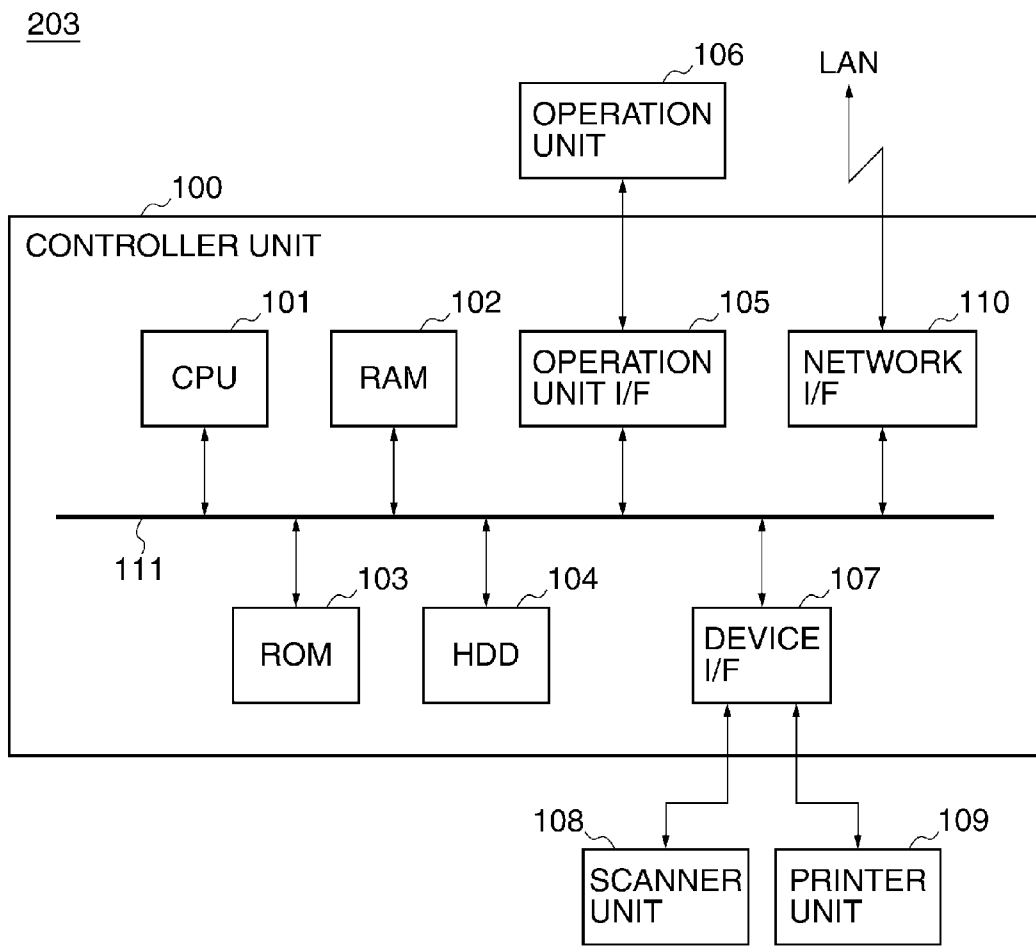 203
106
LAN
OPERATION
UNIT
100
CONTROLLER UNIT
101
102
105
110
CPU
RAM
OPERATION
UNIT I/F
NETWORK
I/F
111
103
104
107
ROM
HDD
DEVICE
I/F
108
109
SCANNER
UNIT
PRINTER
UNIT